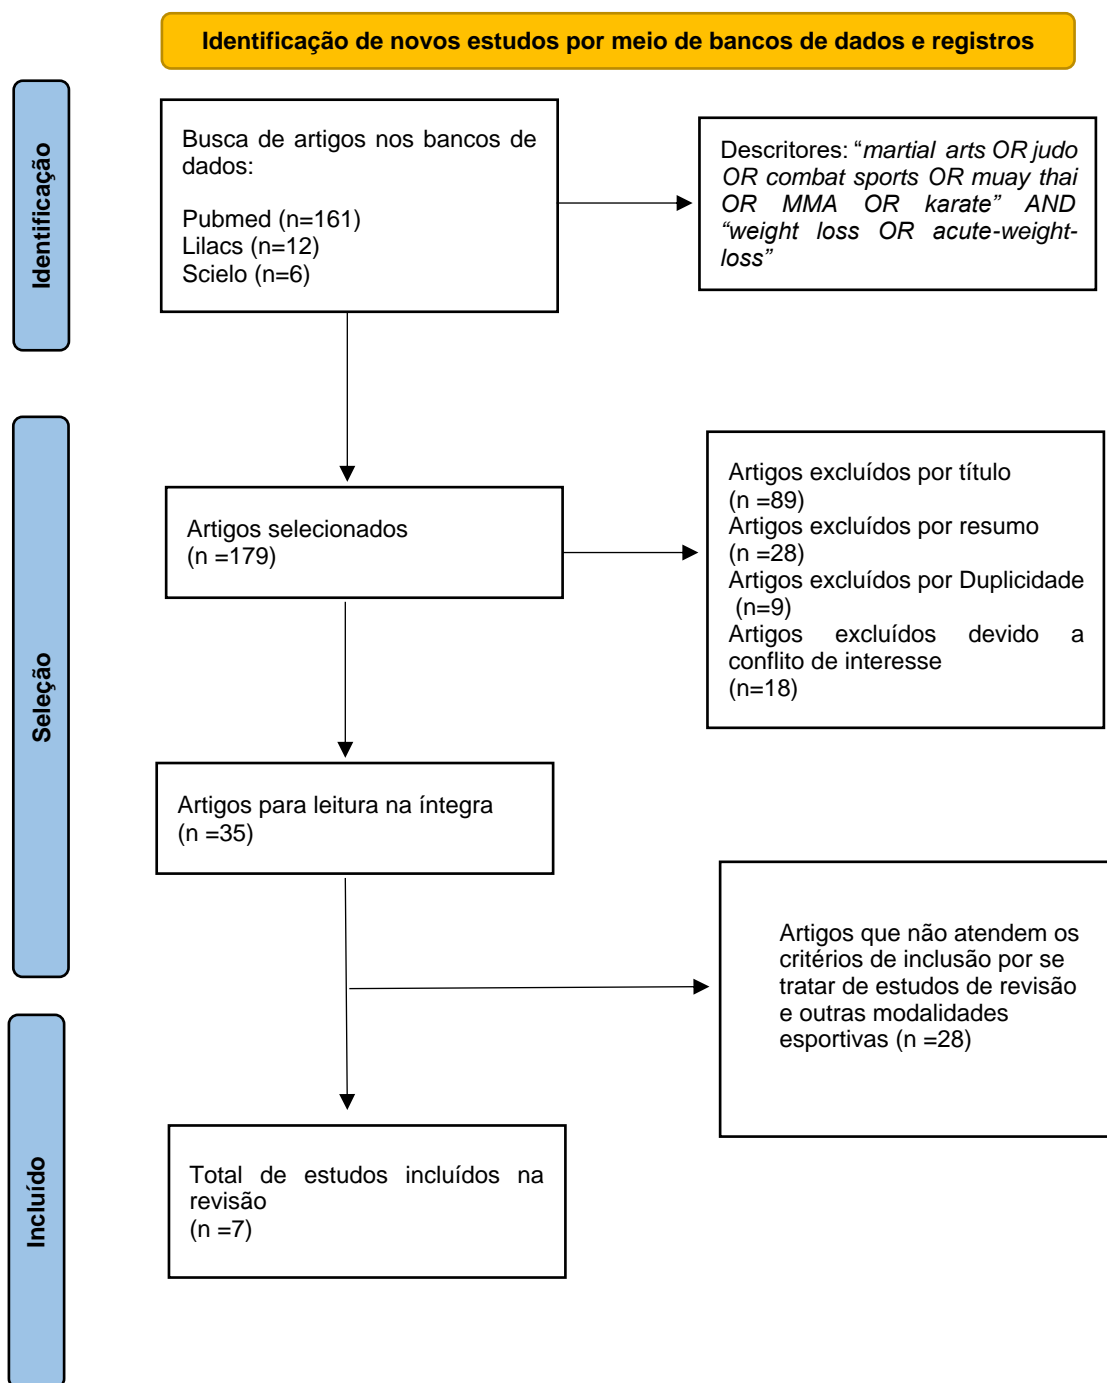 Identificação de novos estudos por meio de bancos de dados e registros
Identificação
Busca de artigos nos bancos de
dados:
Pubmed (n=161)
Lilacs (n=12)
Scielo (n=6)
Descritores: “martial arts OR judo
OR combat sports OR muay thai
OR MMA OR karate” AND
“weight loss OR acute-weight-
loss”
Seleção
Artigos selecionados
(n =179)
Artigos excluídos por título
(n =89)
Artigos excluídos por resumo
(n =28)
Artigos excluídos por Duplicidade
(n=9)
Artigos excluídos devido a
conflito de interesse
(n=18)
Artigos para leitura na íntegra
(n =35)
Artigos que não atendem os
critérios de inclusão por se
tratar de estudos de revisão
e outras modalidades
esportivas (n =28)
Incluído
Total de estudos incluídos na
revisão
(n =7)